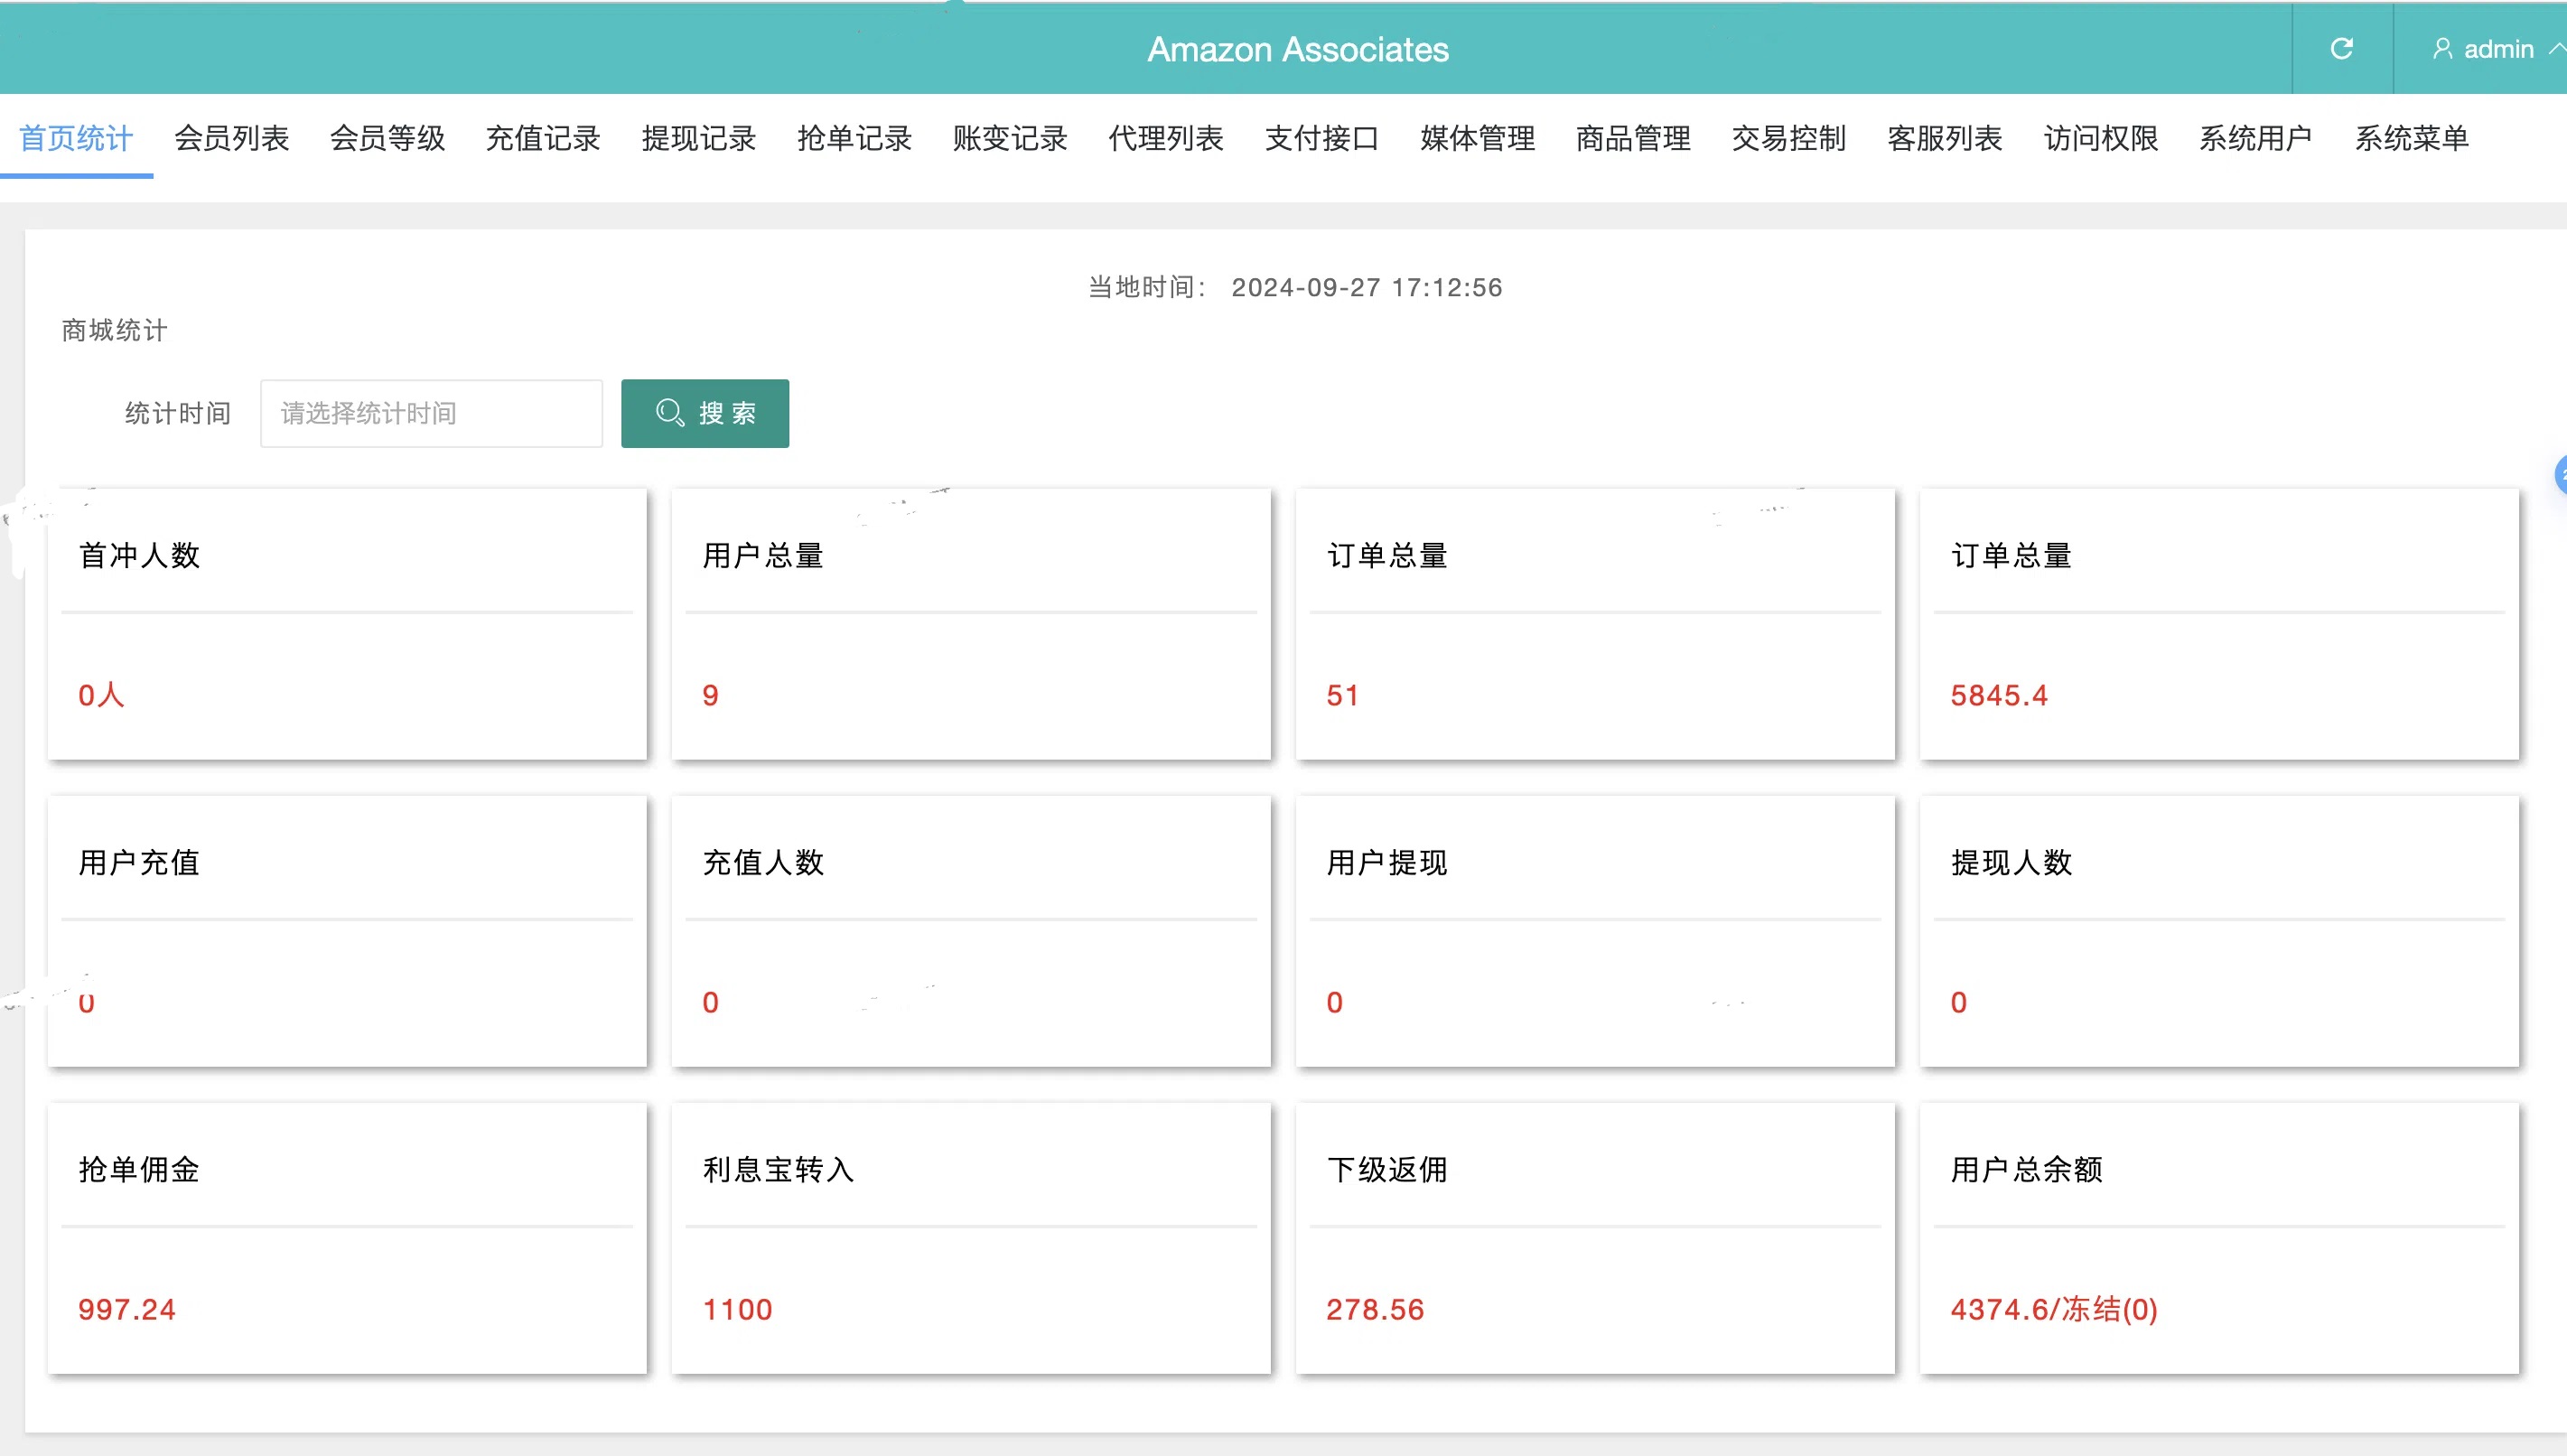 Amazon Associates
admin
首页统计 会员列表 会员等级 充值记录 提现记录 抢单记录 账变记录 代理列表 支付接口 媒体管理 商品管理 交易控制 客服列表 访问权限 系统用户 系统菜单
当地时间： 2024-09-27 17:12:56
商城统计
统计时间 请选择统计时间 搜 索
首冲人数 用户总量 订单总量 订单总量
0人 9 51 5845.4
用户充值 充值人数 用户提现 提现人数
0 0 0 0
抢单佣金 利息宝转入 下级返佣 用户总余额
997.24 1100 278.56 4374.6/冻结(0)